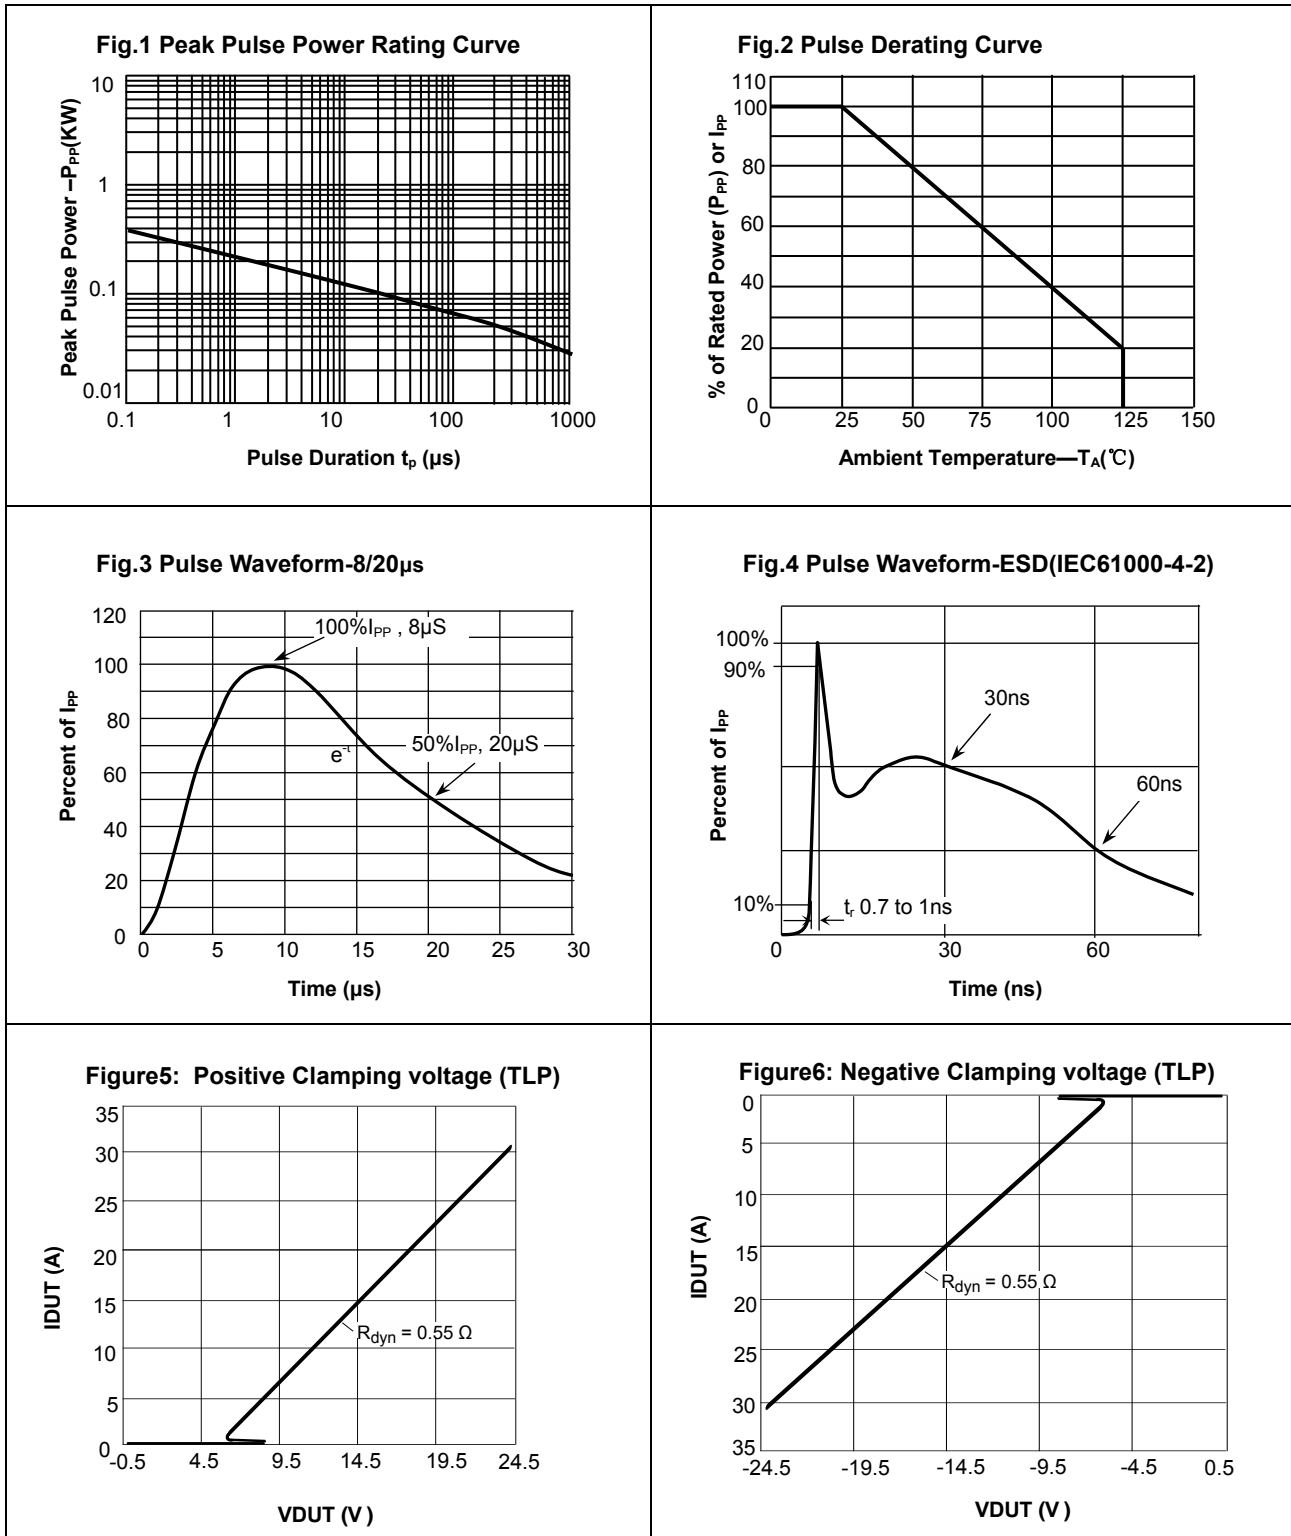 Fig.1 Peak Pulse Power Rating Curve
Peak Pulse Power –PPP(KW)
10
1
0.1
0.01
0.1 1 10 100 1000
Pulse Duration tp (µs)
Fig.2 Pulse Derating Curve
% of Rated Power (PPP) or IPP
110
100
80
60
40
20
0
0 25 50 75 100 125 150
Ambient Temperature—TA(℃)
Fig.3 Pulse Waveform-8/20µs
Percent of IPP
120
100
80
60
40
20
0
100%IPP , 8µS
50%IPP, 20µS
e-t
0 5 10 15 20 25 30
Time (µs)
Fig.4 Pulse Waveform-ESD(IEC61000-4-2)
Percent of IPP
100%
90%
10%
30ns
60ns
tr 0.7 to 1ns
0 30 60
Time (ns)
Figure5: Positive Clamping voltage (TLP)
IDUT (A)
35
30
25
20
15
10
5
0
Rdyn = 0.55 Ω
-0.5 4.5 9.5 14.5 19.5 24.5
VDUT (V )
Figure6: Negative Clamping voltage (TLP)
IDUT (A)
0
5
10
15
20
25
30
35
Rdyn = 0.55 Ω
-24.5 -19.5 -14.5 -9.5 -4.5 0.5
VDUT (V )